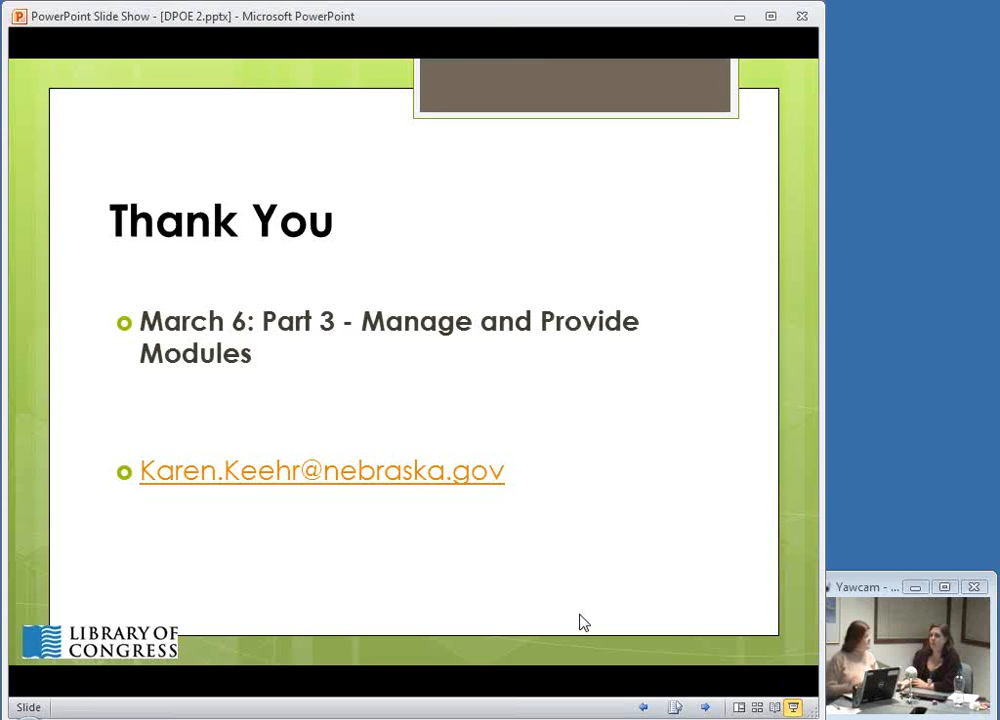 PowerPoint Slide Show - [DPOE 2.pptx] - Microsoft PowerPoint
Thank You
March 6: Part 3 - Manage and Provide
Modules
Karen.Keehr@nebraska.gov
LIBRARY OF
CONGRESS
Yawcam - ...
Slide